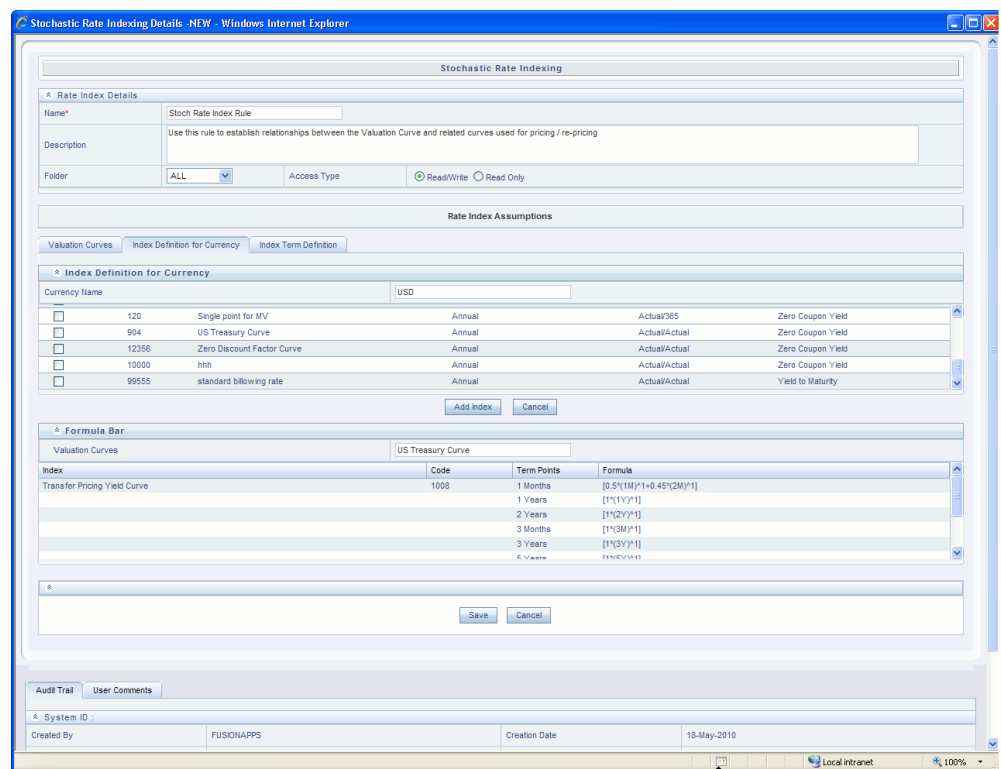 Stochastic Rate Indexing Details -NEW - Windows Internet Explorer
Stochastic Rate Indexing
Rate Index Details
Name* Stoch Rate Index Rule
Description Use this rule to establish relationships between the Valuation Curve and related curves used for pricing / re-pricing
Folder ALL Access Type Read/Write Read Only
Rate Index Assumptions
Valuation Curves Index Definition for Currency Index Term Definition
Index Definition for Currency
Currency Name USD
120 Single point for MV Annual Actual/365 Zero Coupon Yield
904 US Treasury Curve Annual Actual/Actual Zero Coupon Yield
12356 Zero Discount Factor Curve Annual Actual/Actual Zero Coupon Yield
10000 hhh Annual Actual/Actual Zero Coupon Yield
99555 standard billowing rate Annual Actual/Actual Yield to Maturity
Add Index Cancel
Formula Bar
Valuation Curves US Treasury Curve
Index Code Term Points Formula
Transfer Pricing Yield Curve 1008 1 Months [0.5*(1M)^1+0.45*(2M)^1]
1 Years [1*(1Y)^1]
2 Years [1*(2Y)^1]
3 Months [1*(3M)^1]
3 Years [1*(3Y)^1]
5 Years [1*(5Y)^1]
Save Cancel
Audit Trail User Comments
System ID :
Created By FUSIONAPPS Creation Date 18-May-2010
Local intranet 100%